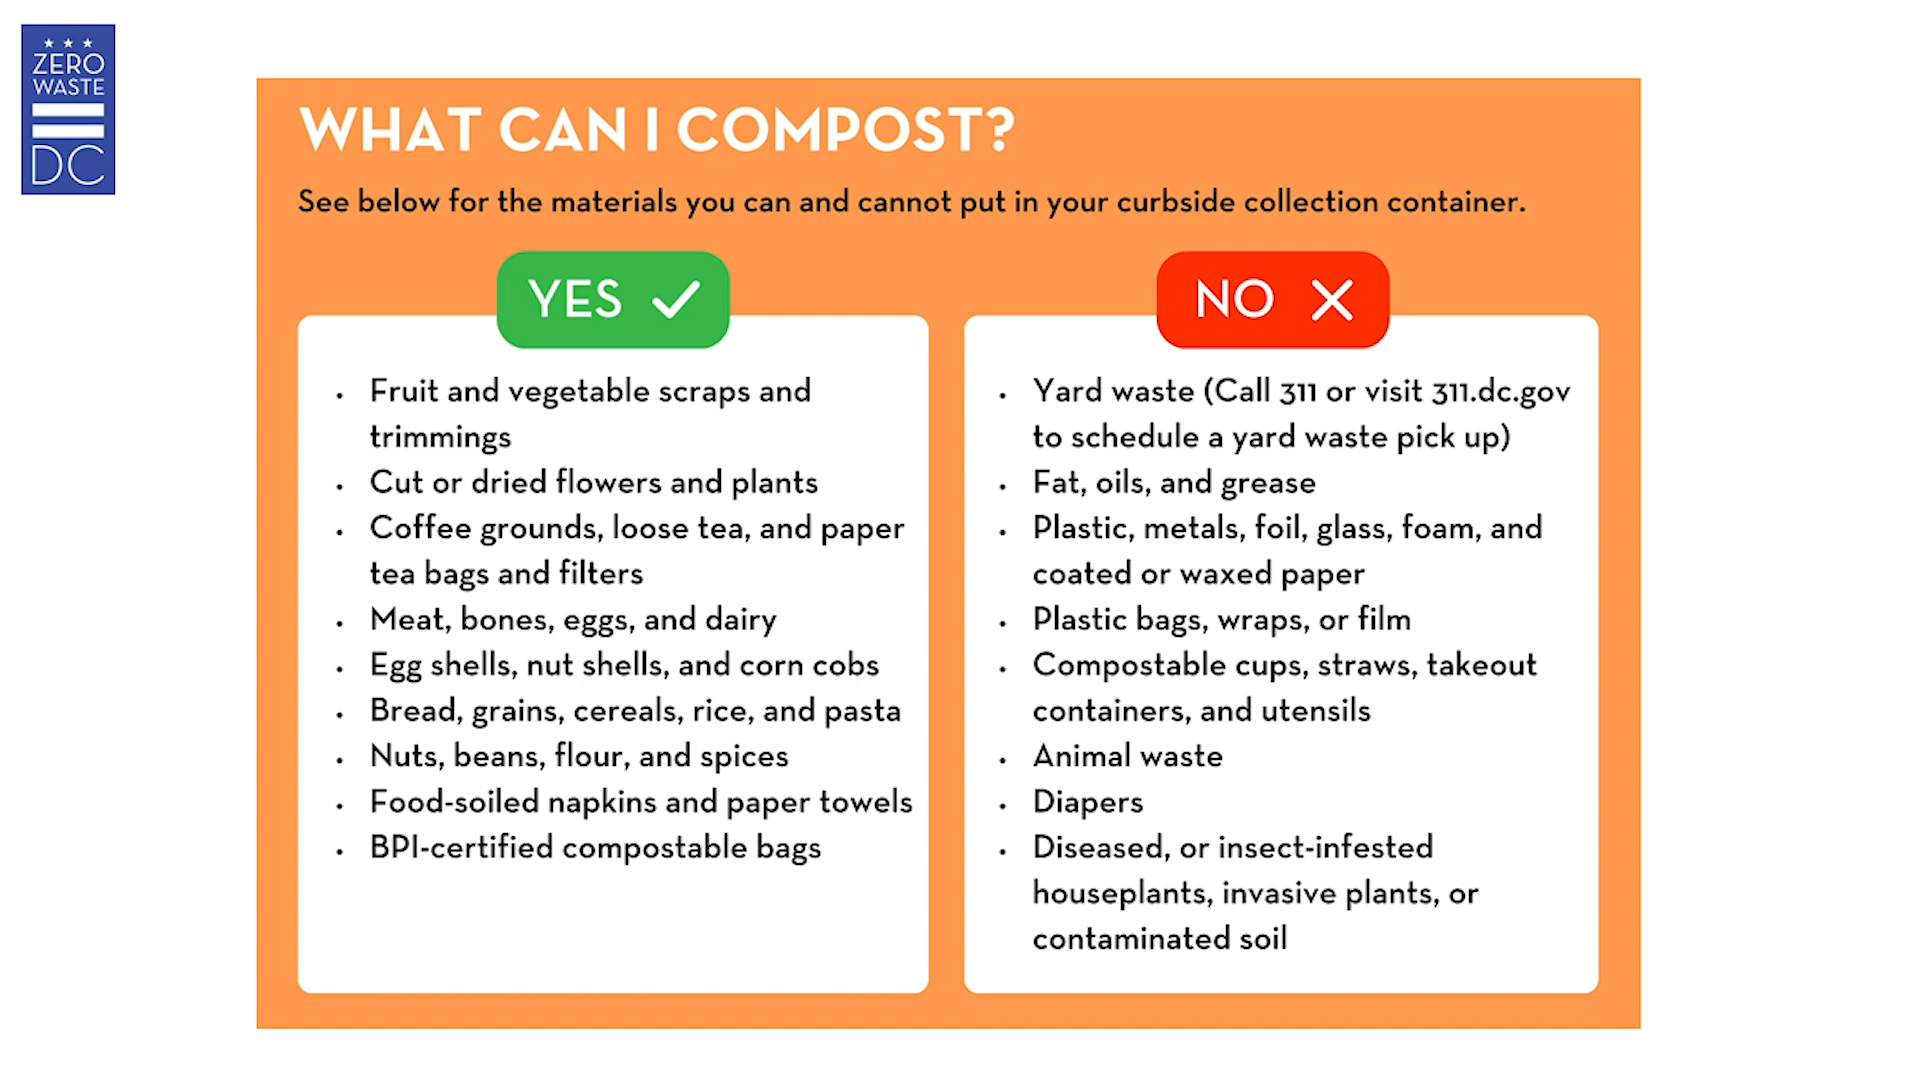 ZERO
WASTE
DC
WHAT CAN I COMPOST?
See below for the materials you can and cannot put in your curbside collection container.
YES
• Fruit and vegetable scraps and
trimmings
• Cut or dried flowers and plants
• Coffee grounds, loose tea, and paper
tea bags and filters
• Meat, bones, eggs, and dairy
• Egg shells, nut shells, and corn cobs
• Bread, grains, cereals, rice, and pasta
• Nuts, beans, flour, and spices
• Food-soiled napkins and paper towels
• BPI-certified compostable bags
NO
• Yard waste (Call 311 or visit 311.dc.gov
to schedule a yard waste pick up)
• Fat, oils, and grease
• Plastic, metals, foil, glass, foam, and
coated or waxed paper
• Plastic bags, wraps, or film
• Compostable cups, straws, takeout
containers, and utensils
• Animal waste
• Diapers
• Diseased, or insect-infested
houseplants, invasive plants, or
contaminated soil